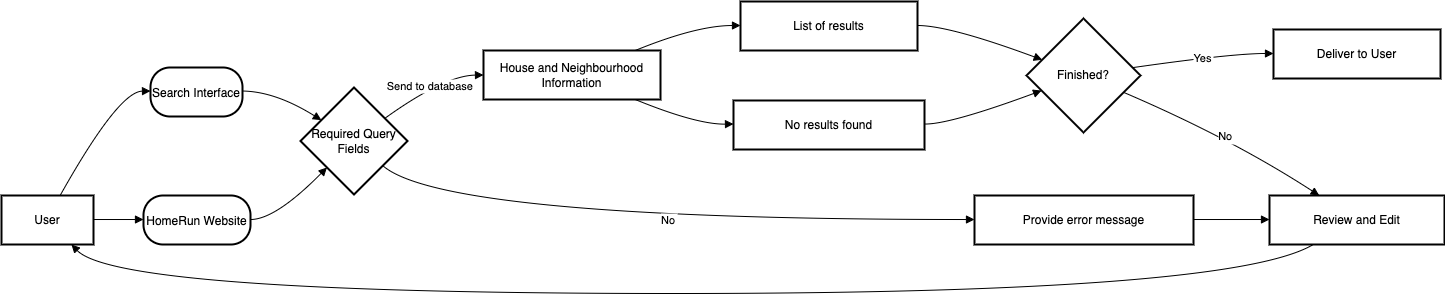 List of results
Finished?
Yes
Deliver to User
House and Neighbourhood
Information
Send to database
Search Interface
No results found
Required Query
Fields
No
User
HomeRun Website
No
Provide error message
Review and Edit